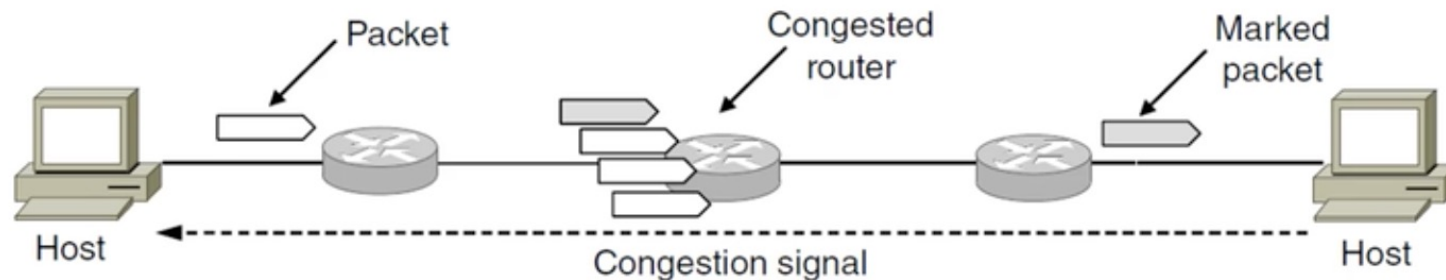 Packet
Congested
router
Marked
packet
Host
Congestion signal
Host